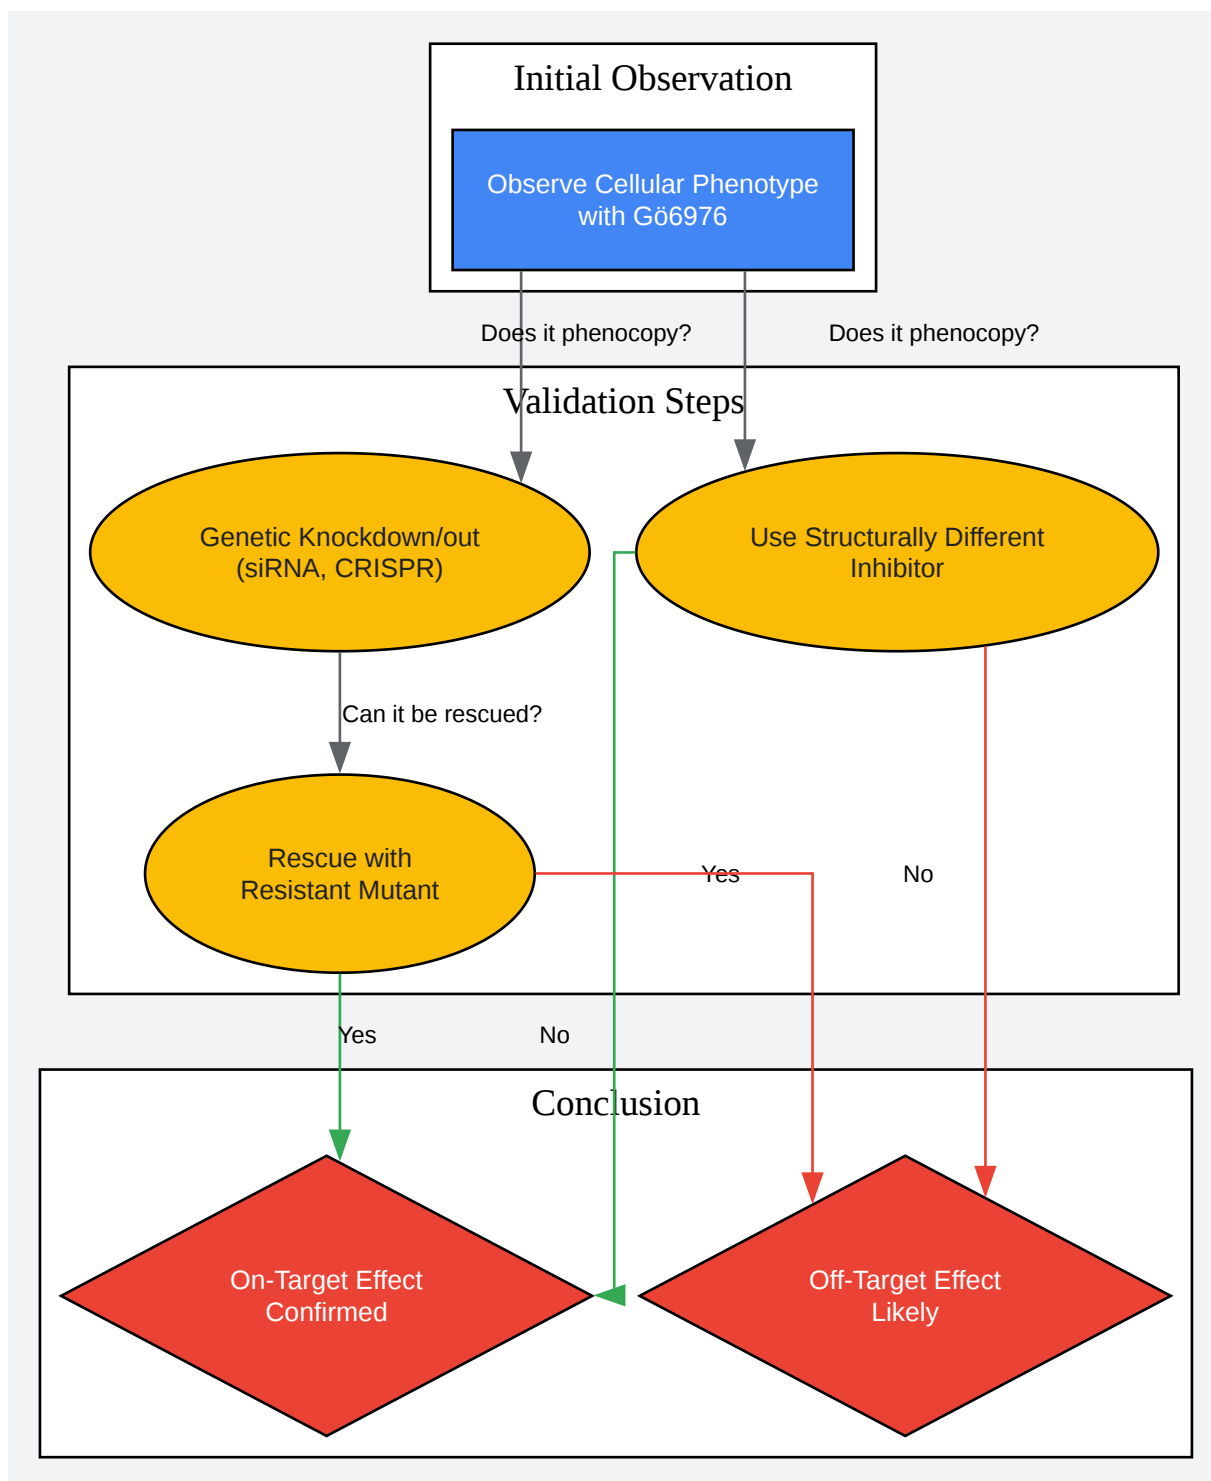 Initial Observation
Observe Cellular Phenotype
with Gö6976
Does it phenocopy?
Does it phenocopy?
Validation Steps
Genetic Knockdown/out
(siRNA, CRISPR)
Use Structurally Different
Inhibitor
Can it be rescued?
Rescue with
Resistant Mutant
Yes
No
Yes
No
Conclusion
On-Target Effect
Confirmed
Off-Target Effect
Likely